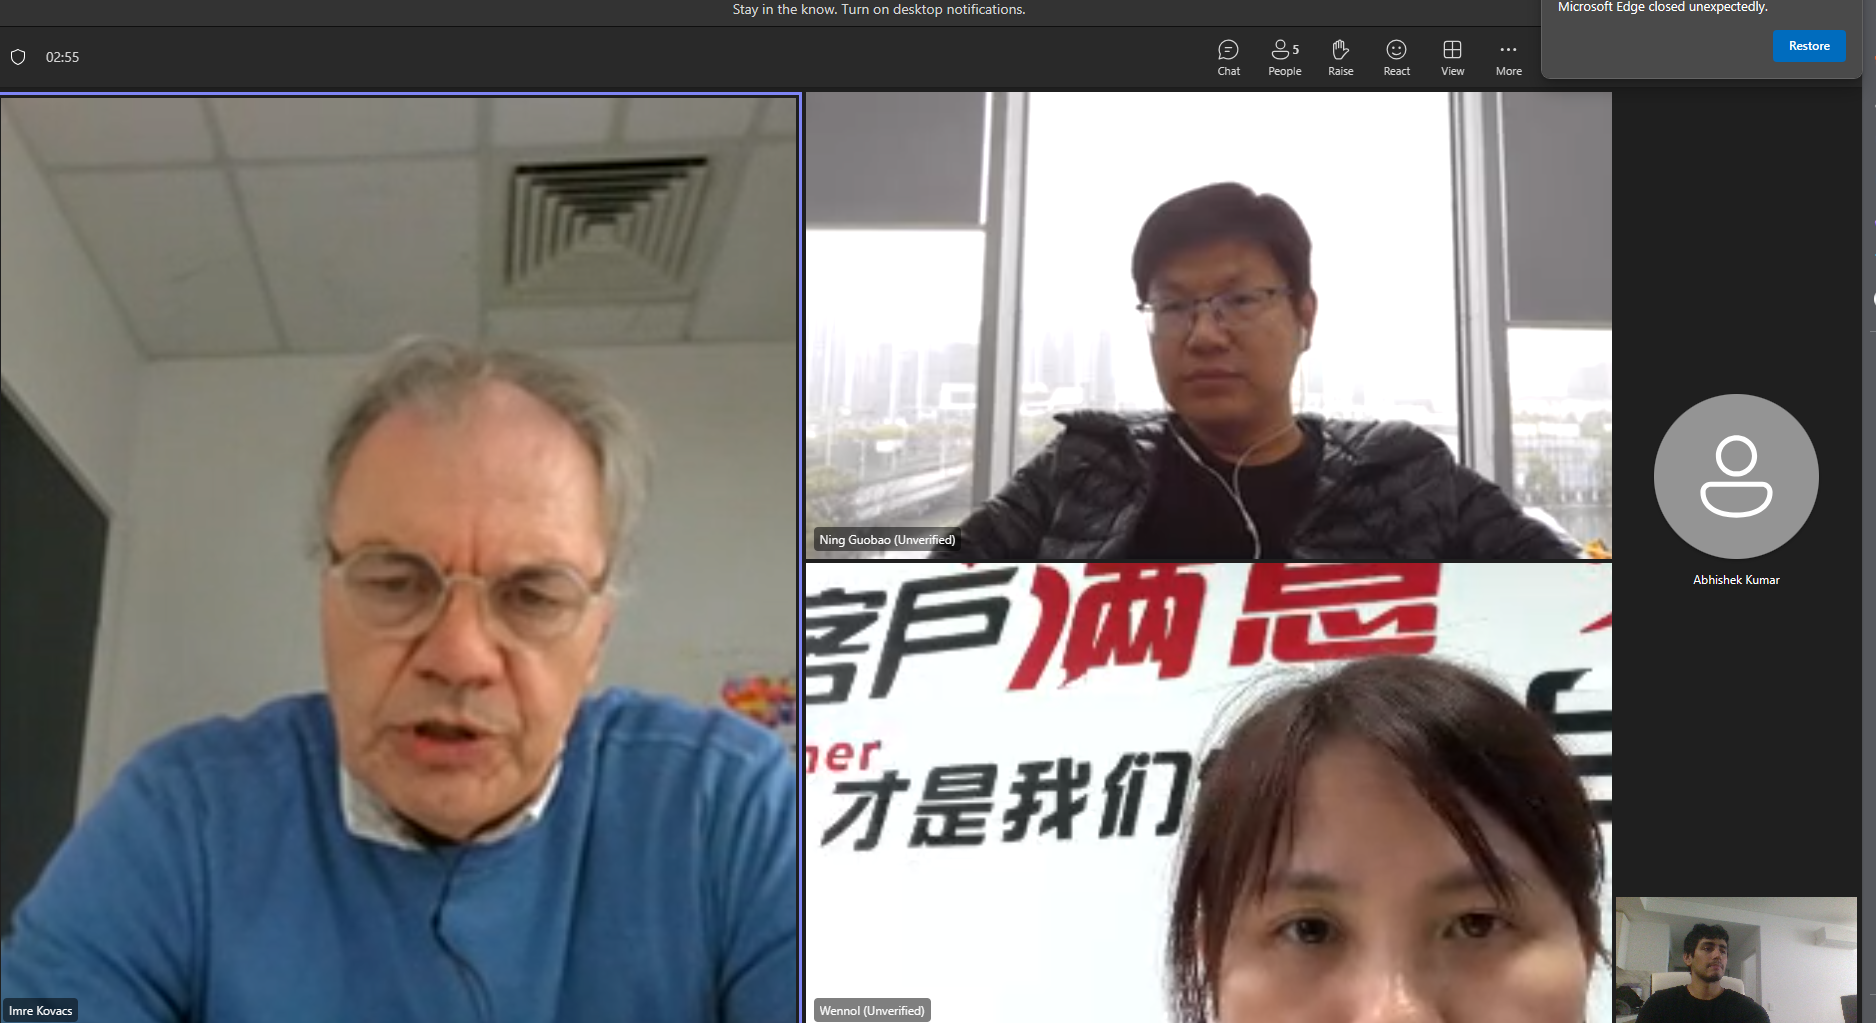 Stay in the know. Turn on desktop notifications.
Microsoft Edge closed unexpectedly.
Restore
02:55
5
Chat
People
Raise
React
View
More
Imre Kovacs
Ning Guobao (Unverified)
客户满意
mer
才是我们
Wennol (Unverified)
Abhishek Kumar